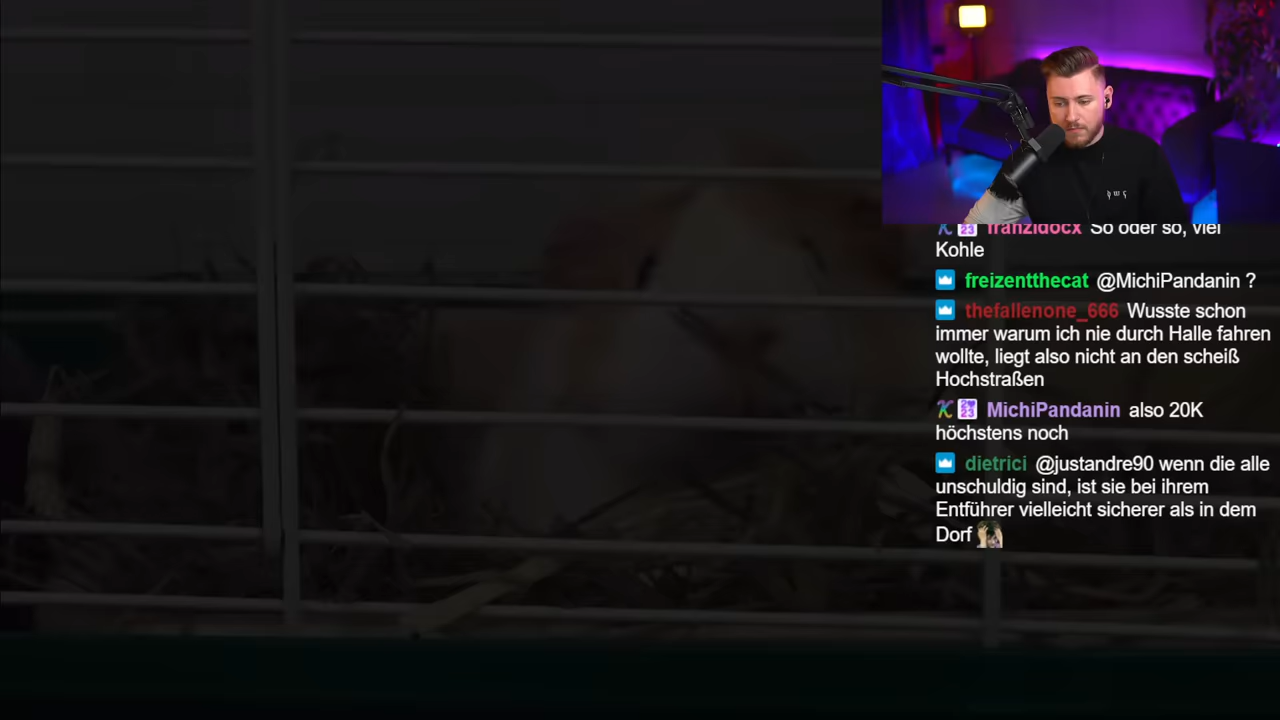 franzidocx So oder so, viel
Kohle
freizentthecat @MichiPandanin ?
thefallenone_666 Wusste schon
immer warum ich nie durch Halle fahren
wollte, liegt also nicht an den scheiß
Hochstraßen
MichiPandanin also 20K
höchstens noch
dietrici @justandre90 wenn die alle
unschuldig sind, ist sie bei ihrem
Entführer vielleicht sicherer als in dem
Dorf